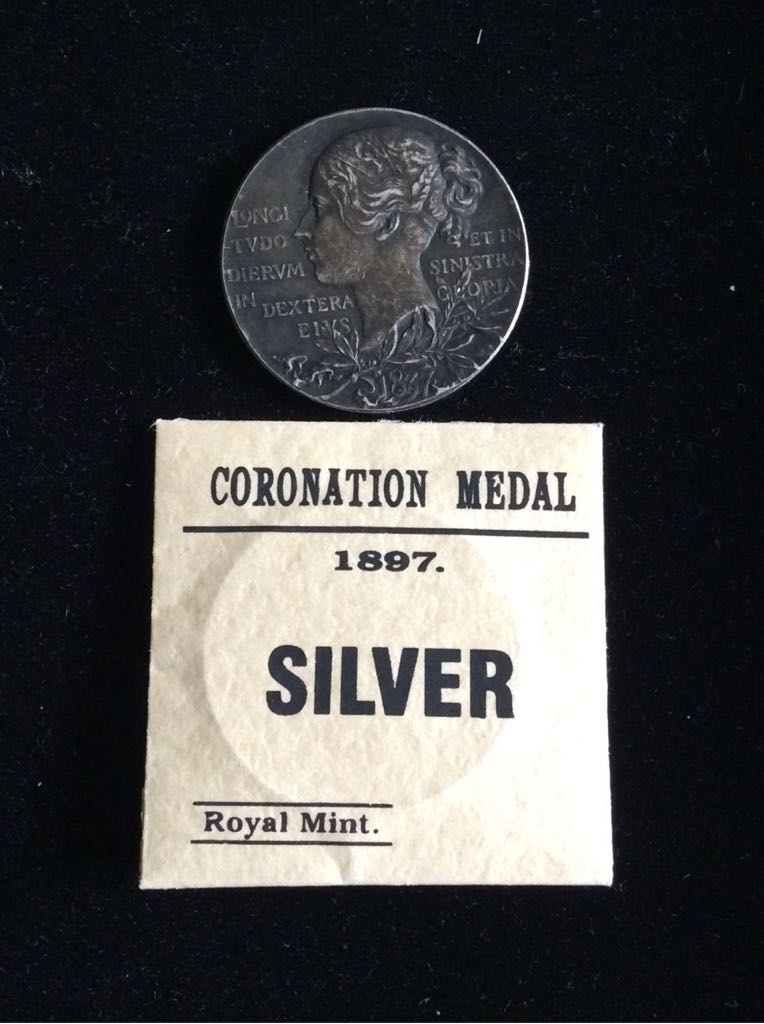 LONGI
TVDO
DIERVM
IN DEXTERA
EIVS
ET IN
SINISTRA
GLORIA
1837
CORONATION MEDAL
1897.
SILVER
Royal Mint.